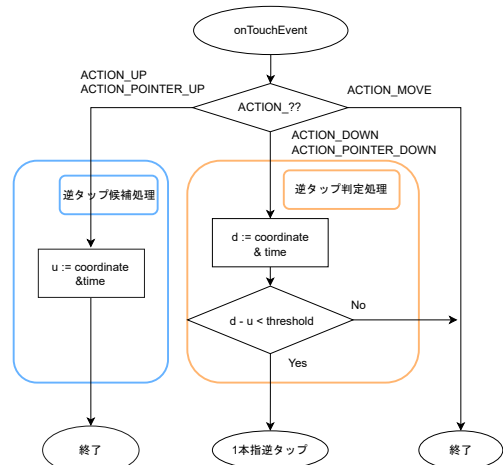 onTouchEvent
ACTION_UP
ACTION_POINTER_UP
ACTION_??
ACTION_MOVE
ACTION_DOWN
ACTION_POINTER_DOWN
逆タップ候補処理
逆タップ判定処理
u := coordinate
&time
d := coordinate
& time
d - u < threshold
No
Yes
終了
1本指逆タップ
終了